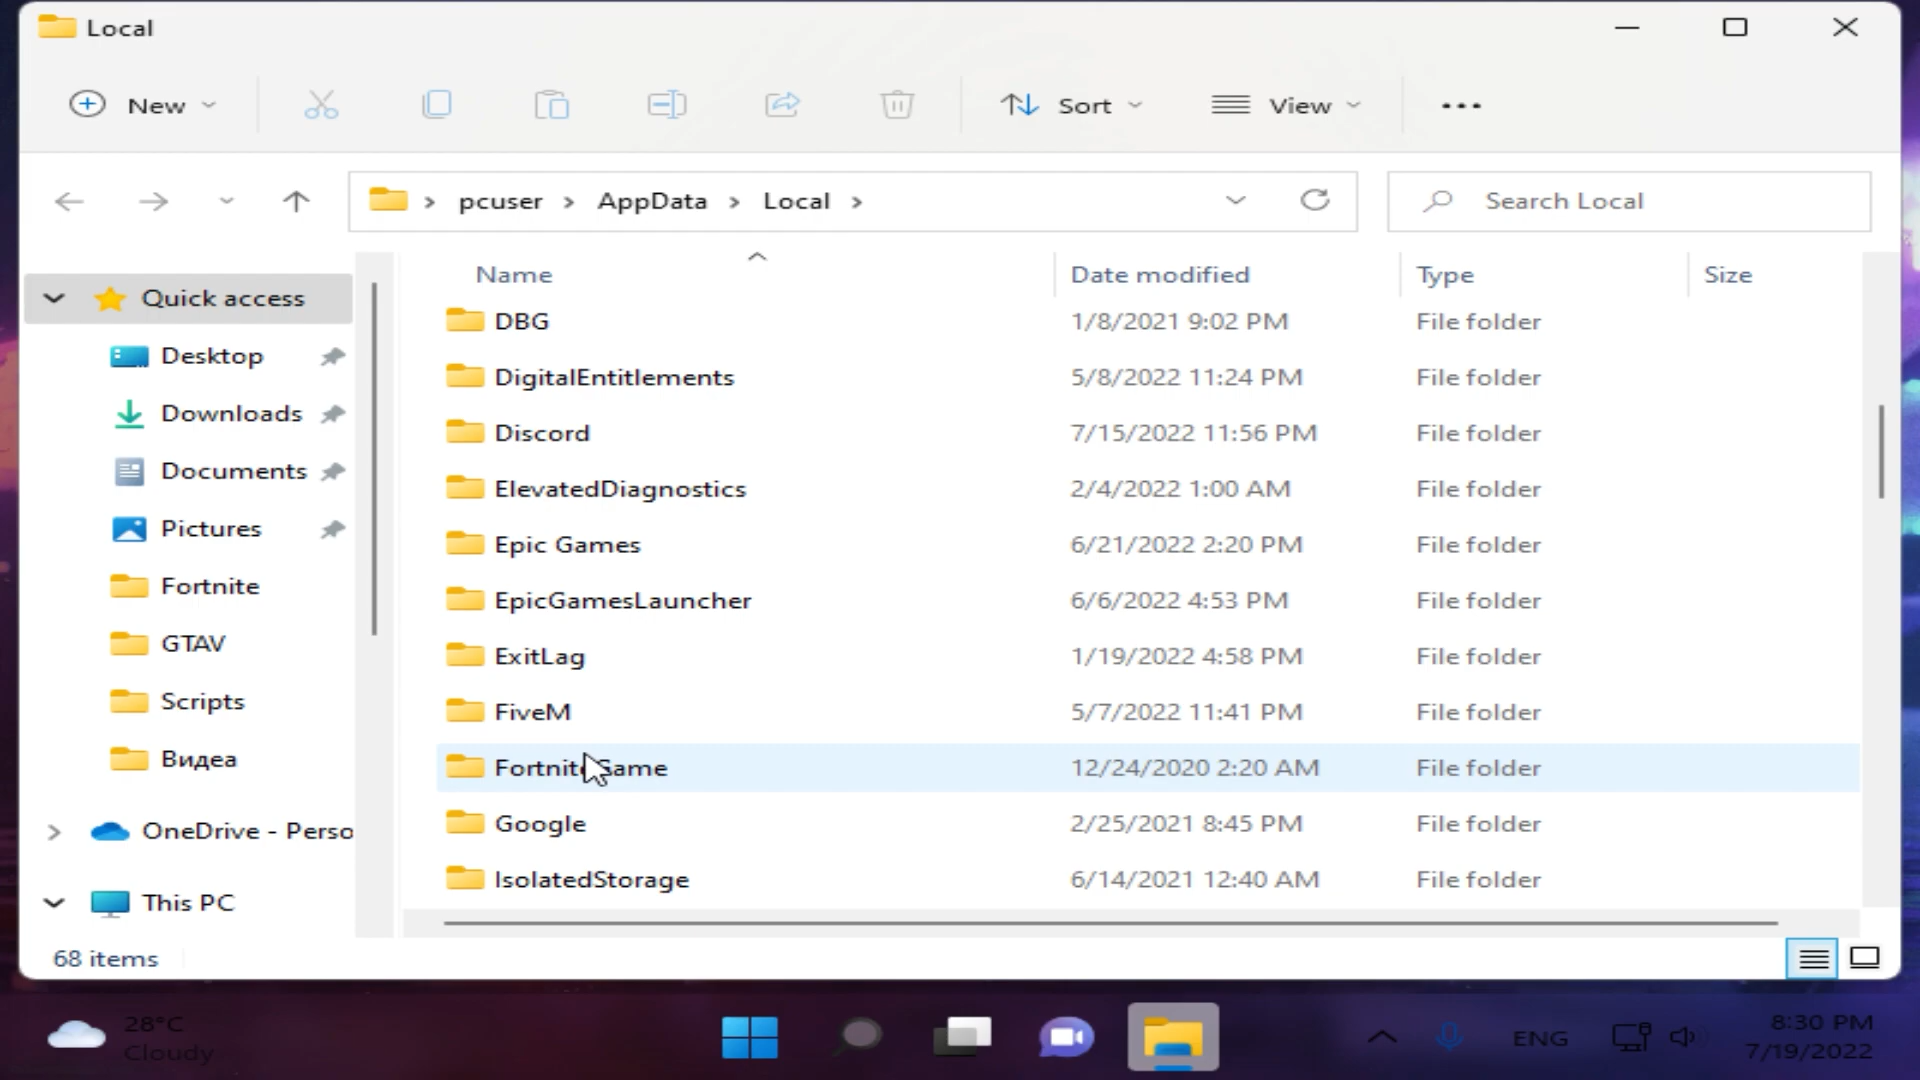 Local
New
Sort
View
pcuser
AppData
Local
Search Local
Name
Date modified
Type
Size
Quick access
Desktop
Downloads
Documents
Pictures
Fortnite
GTAV
Scripts
Видеа
OneDrive - Perso
This PC
DBG 1/8/2021 9:02 PM File folder
DigitalEntitlements 5/8/2022 11:24 PM File folder
Discord 7/15/2022 11:56 PM File folder
ElevatedDiagnostics 2/4/2022 1:00 AM File folder
Epic Games 6/21/2022 2:20 PM File folder
EpicGamesLauncher 6/6/2022 4:53 PM File folder
ExitLag 1/19/2022 4:58 PM File folder
FiveM 5/7/2022 11:41 PM File folder
FortniteGame 12/24/2020 2:20 AM File folder
Google 2/25/2021 8:45 PM File folder
IsolatedStorage 6/14/2021 12:40 AM File folder
68 items
28°C
Cloudy
ENG
8:30 PM
7/19/2022